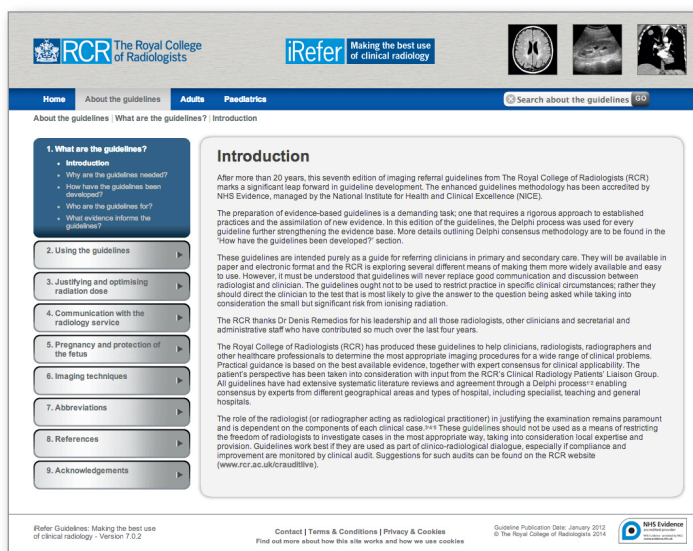 RCR The Royal College
of Radiologists
iRefer Making the best use
of clinical radiology
Home About the guidelines Adults Paediatrics Search about the guidelines GO
About the guidelines | What are the guidelines? | Introduction
1. What are the guidelines?
Introduction
Why are the guidelines needed?
How have the guidelines been
developed?
Who are the guidelines for?
What evidence informs the
guidelines?
2. Using the guidelines
3. Justifying and optimising
radiation dose
4. Communication with the
radiology service
5. Pregnancy and protection of
the fetus
6. Imaging techniques
7. Abbreviations
8. References
9. Acknowledgements
Introduction
After more than 20 years, this seventh edition of imaging referral guidelines from The Royal College of Radiologists (RCR)
marks a significant leap forward in guideline development. The enhanced guidelines methodology has been accredited by
NHS Evidence, managed by the National Institute for Health and Clinical Excellence (NICE).
The preparation of evidence-based guidelines is a demanding task; one that requires a rigorous approach to established
practices and the assimilation of new evidence. In this edition of the guidelines, the Delphi process was used for every
guideline further strengthening the evidence base. More details outlining Delphi consensus methodology are to be found in the
'How have the guidelines been developed?' section.
These guidelines are intended purely as a guide for referring clinicians in primary and secondary care. They will be available in
paper and electronic format and the RCR is exploring several different means of making them more widely available and easy
to use. However, it must be understood that guidelines will never replace good communication and discussion between
radiologist and clinician. The guidelines ought not to be used to restrict practice in specific clinical circumstances; rather they
should direct the clinician to the test that is most likely to give the answer to the question being asked while taking into
consideration the small but significant risk from ionising radiation.
The RCR thanks Dr Denis Remedios for his leadership and all those radiologists, other clinicians and secretarial and
administrative staff who have contributed so much over the last four years.
The Royal College of Radiologists (RCR) has produced these guidelines to help clinicians, radiologists, radiographers and
other healthcare professionals to determine the most appropriate imaging procedures for a wide range of clinical problems.
Practical guidance is based on the best available evidence, together with expert consensus for clinical applicability. The
patient's perspective has been taken into consideration with input from the RCR's Clinical Radiology Patients' Liaison Group.
All guidelines have had extensive systematic literature reviews and agreement through a Delphi process enabling
consensus by experts from different geographical areas and types of hospital, including specialist, teaching and general
hospitals.
The role of the radiologist (or radiographer acting as radiological practitioner) in justifying the examination remains paramount
and is dependent on the components of each clinical case. These guidelines should not be used as a means of restricting
the freedom of radiologists to investigate cases in the most appropriate way, taking into consideration local expertise and
provision. Guidelines work best if they are used as part of clinico-radiological dialogue, especially if compliance and
improvement are monitored by clinical audit. Suggestions for such audits can be found on the RCR website
(www.rcr.ac.uk/crauditlive).
iRefer Guidelines: Making the best use
of clinical radiology - Version 7.0.2
Contact | Terms & Conditions | Privacy & Cookies
Find out more about how this site works and how we use cookies
Guideline Publication Date: January 2012
© The Royal College of Radiologists 2014
NHS Evidence
accredited provider